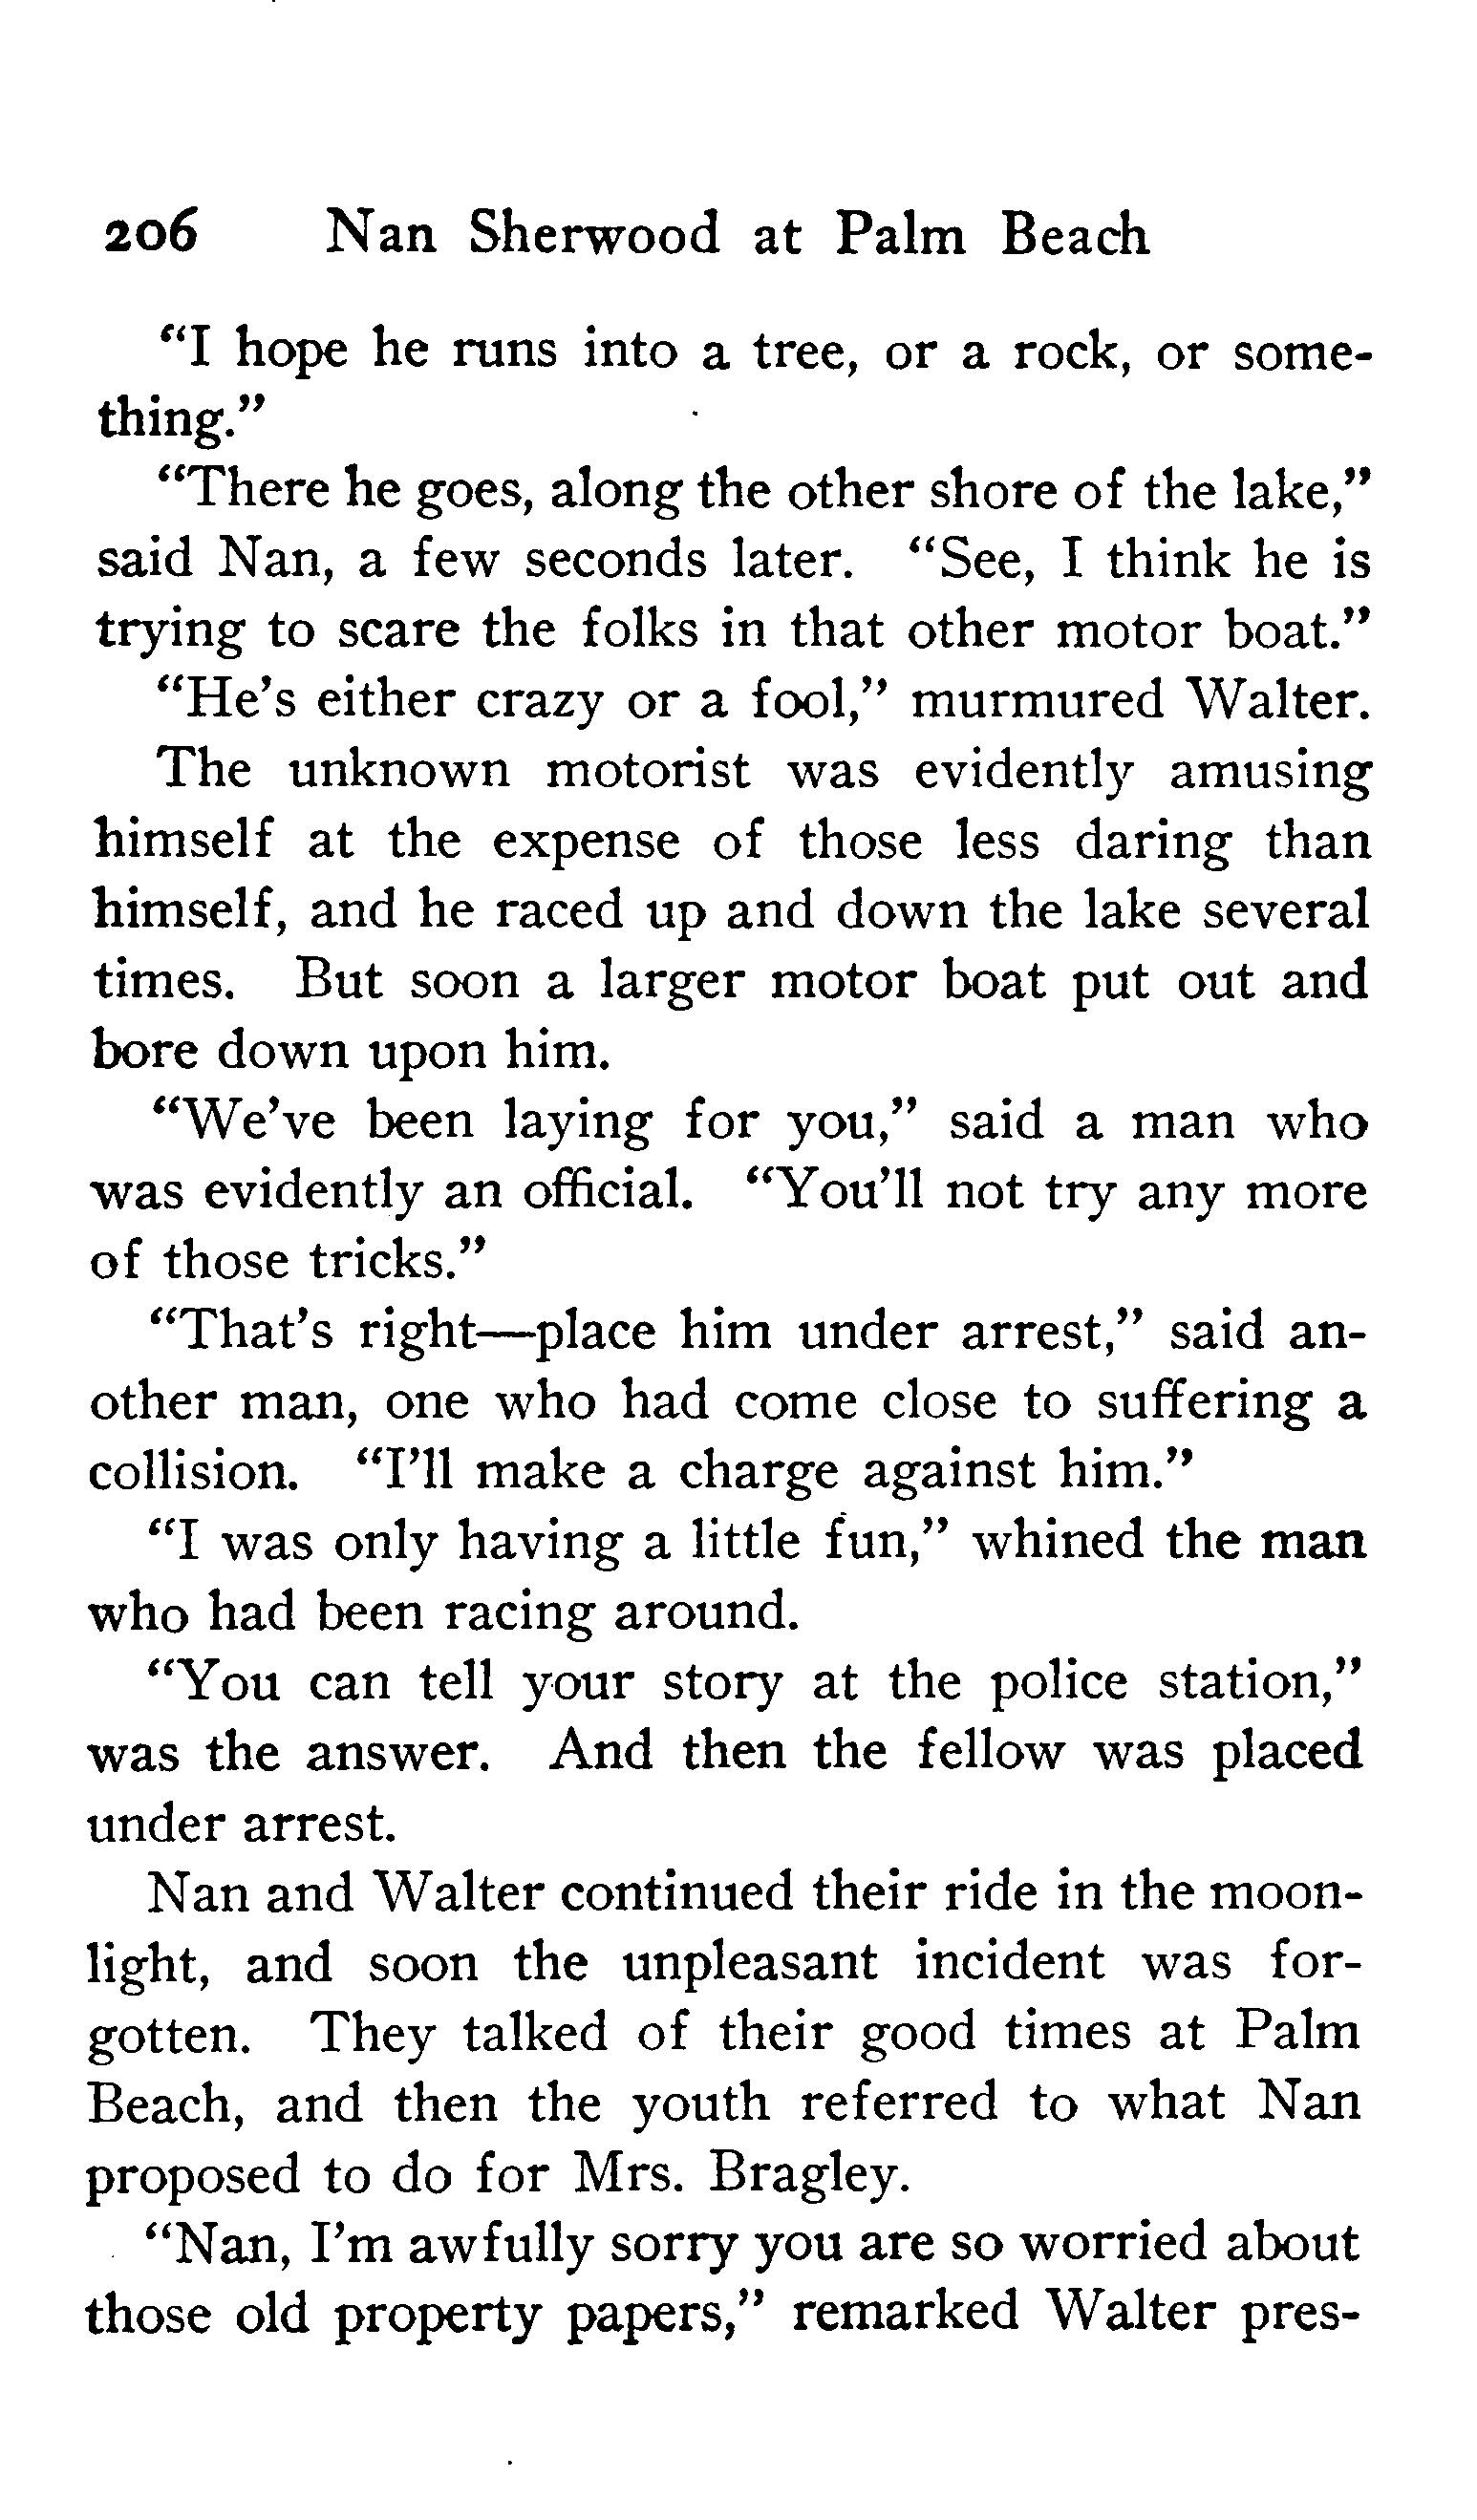 206 Nan Sherwood at Palm Beach
"I hope he runs into a tree, or a rock, or some-
thing."
"There he goes, along the other shore of the lake,"
said Nan, a few seconds later. "See, I think he is
trying to scare the folks in that other motor boat."
"He's either crazy or a fool," murmured Walter.
The unknown motorist was evidently amusing
himself at the expense of those less daring than
himself, and he raced up and down the lake several
times. But soon a larger motor boat put out and
bore down upon him.
"We've been laying for you," said a man who
was evidently an official. "You'll not try any more
of those tricks."
"That's right—place him under arrest," said an-
other man, one who had come close to suffering a
collision. "I'll make a charge against him."
"I was only having a little fun," whined the man
who had been racing around.
"You can tell your story at the police station,"
was the answer. And then the fellow was placed
under arrest.
Nan and Walter continued their ride in the moon-
light, and soon the unpleasant incident was for-
gotten. They talked of their good times at Palm
Beach, and then the youth referred to what Nan
proposed to do for Mrs. Bragley.
"Nan, I'm awfully sorry you are so worried about
those old property papers," remarked Walter pres-